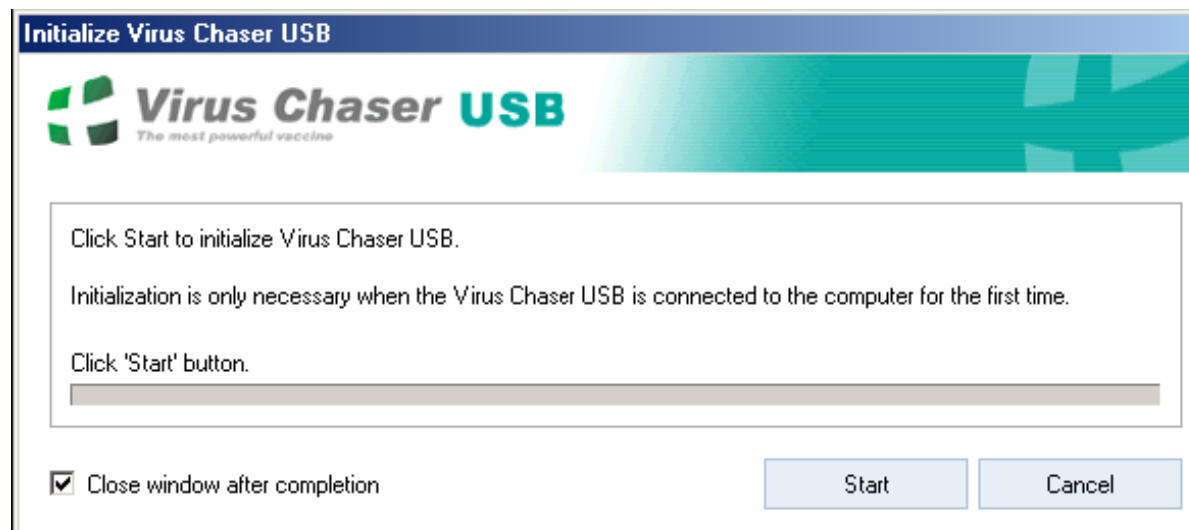 Initialize Virus Chaser USB
Virus Chaser USB
The most powerful vaccine
Click Start to initialize Virus Chaser USB.
Initialization is only necessary when the Virus Chaser USB is connected to the computer for the first time.
Click 'Start' button.
Close window after completion
Start
Cancel